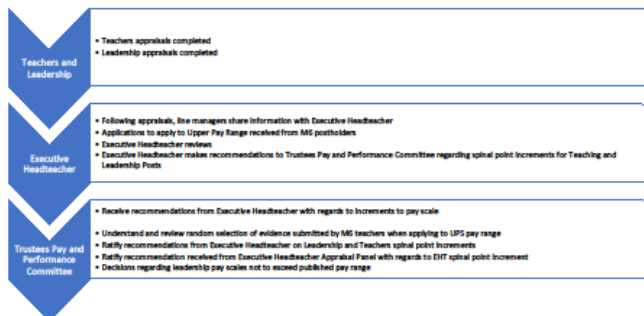 Teachers and
Leadership
• Teachers appraisals completed
• Leadership appraisals completed
Executive
Headteacher
• Following appraisals, line managers share information with Executive Headteacher
• Applications to apply to Upper Pay Range received from M6 postholders
• Executive Headteacher reviews
• Executive Headteacher makes recommendations to Trustees Pay and Performance Committee regarding spinal point increments for Teaching and
Leadership Posts
Trustees Pay and
Performance
Committee
• Receive recommendations from Executive Headteacher with regards to increments to pay scale
• Understand and review random selection of evidence submitted by M6 teachers when applying to UPS pay range
• Ratify recommendations from Executive Headteacher on Leadership and Teachers spinal point increments
• Ratify recommendation received from Executive Headteacher Appraisal Panel with regards to EHT spinal point increment
• Decisions regarding leadership pay scales not to exceed published pay range